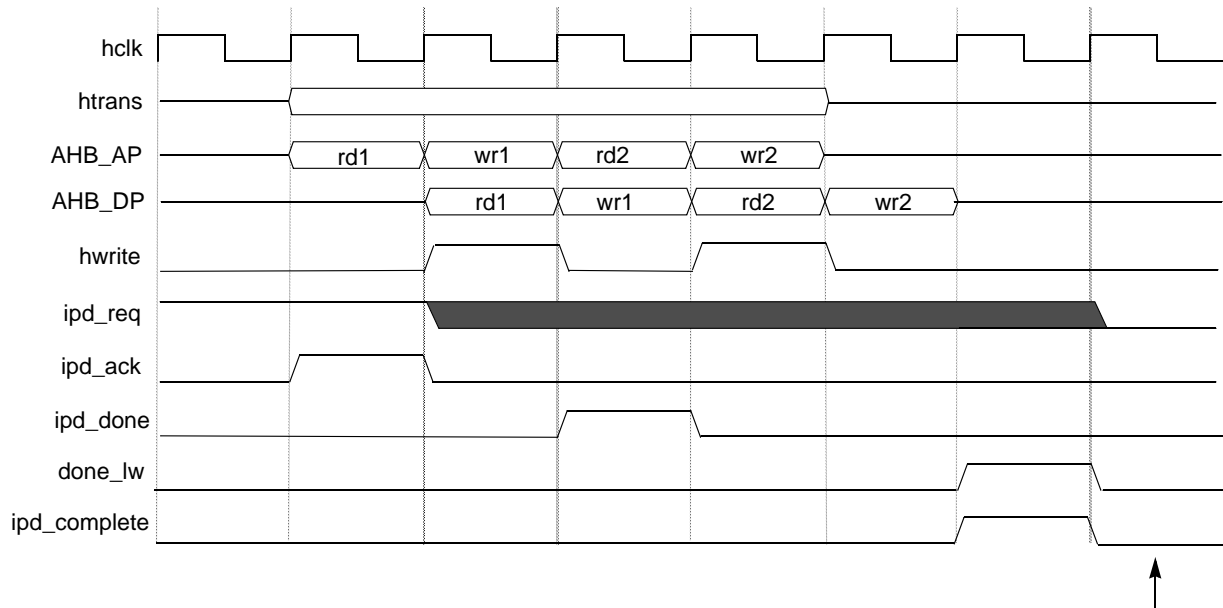 hclk
htrans
AHB_AP rd1 wr1 rd2 wr2
AHB_DP rd1 wr1 rd2 wr2
hwrite
ipd_req
ipd_ack
ipd_done
done_lw
ipd_complete